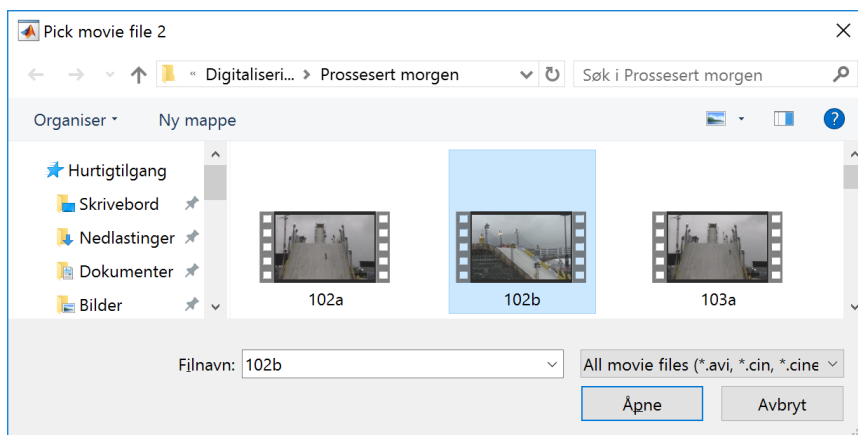 Pick movie file 2
« Digitaliseri... > Prossesert morgen
Søk i Prossesert morgen
Organiser
Ny mappe
?
Hurtigtilgang
Skrivebord
Nedlastinger
Dokumenter
Bilder
102a
102b
103a
Filnavn: 102b
All movie files (*.avi, *.cin, *.cine
Åpne
Avbryt